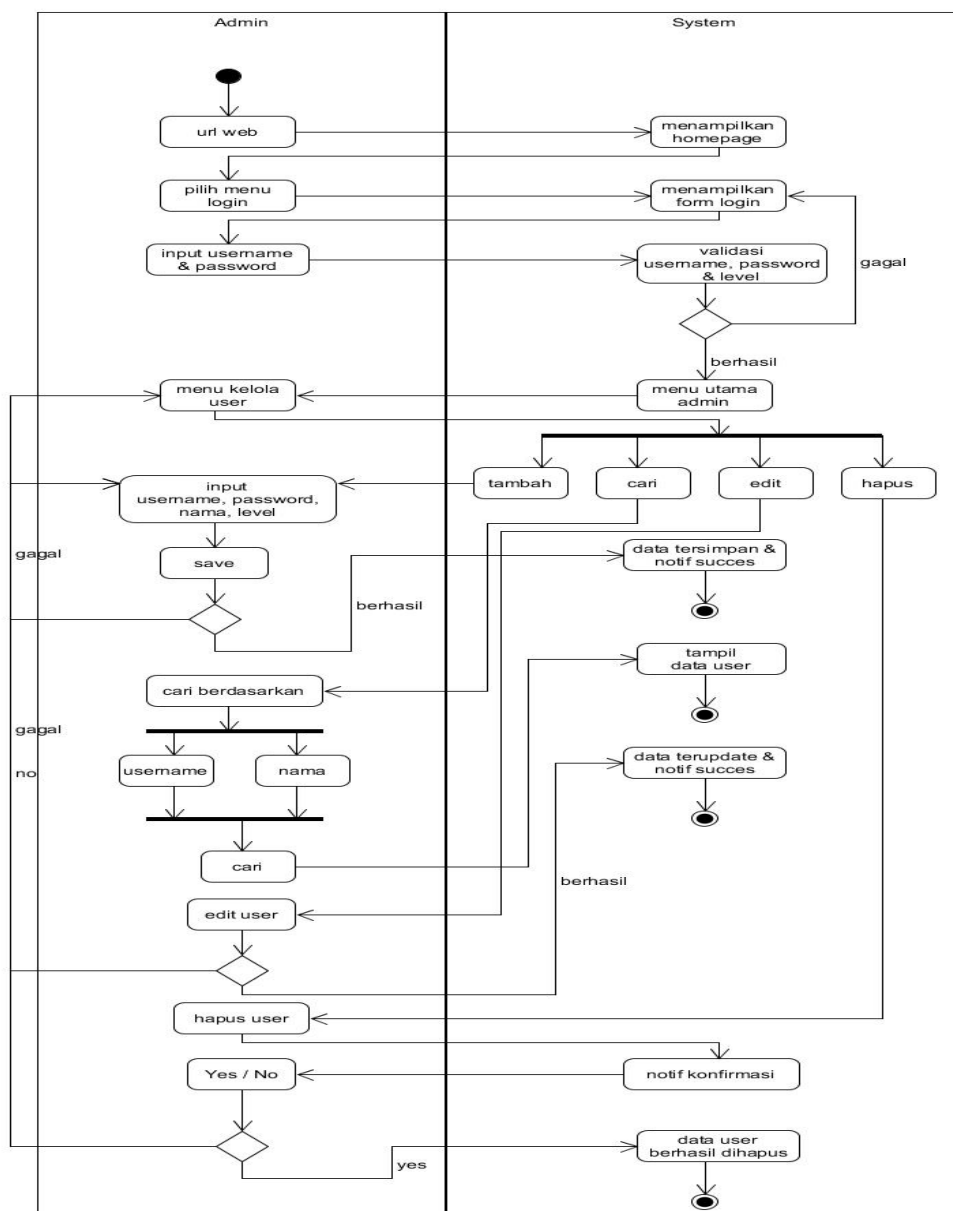 Admin
System
url web
menampilkan
homepage
pilih menu
login
menampilkan
form login
input username
& password
validasi
username, password
& level
gagal
berhasil
menu kelola
user
menu utama
admin
input
username, password,
nama, level
tambah
cari
edit
hapus
gagal
save
data tersimpan &
notif succes
berhasil
tampil
data user
cari berdasarkan
gagal
no
username
nama
data terupdate &
notif succes
cari
berhasil
edit user
hapus user
Yes / No
notif konfirmasi
data user
berhasil dihapus
yes